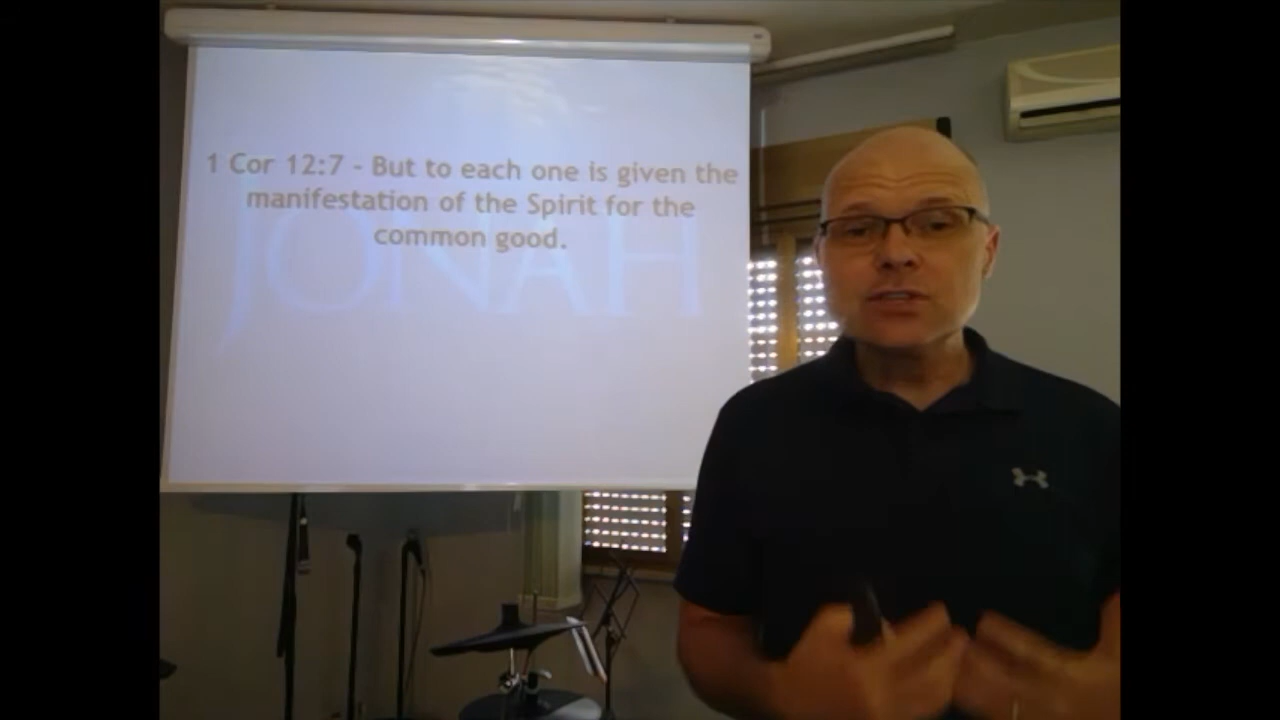 1 Cor 12:7 - But to each one is given the
manifestation of the Spirit for the
common good.
JONAH